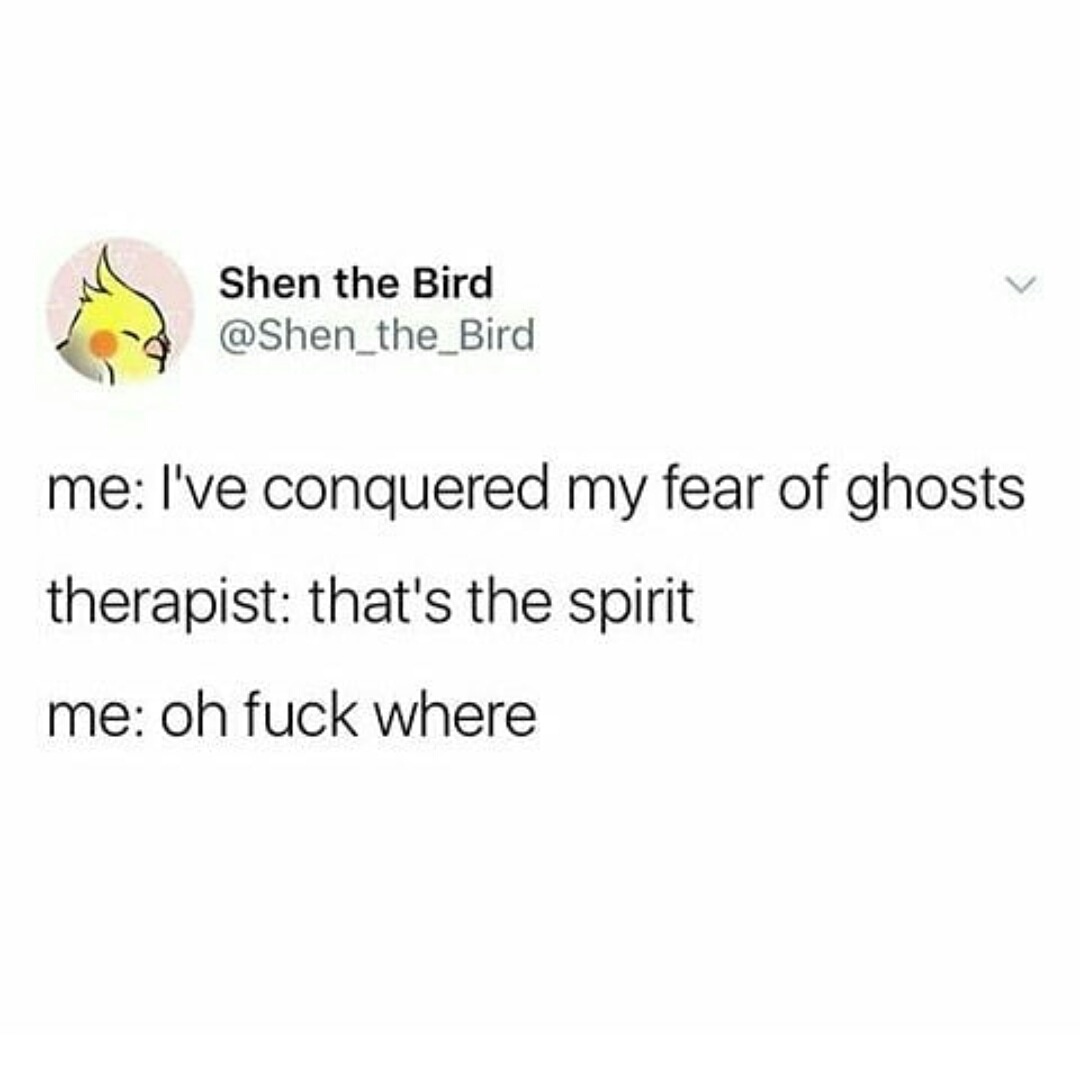 Shen the Bird
@Shen_the_Bird
me: I've conquered my fear of ghosts
therapist: that's the spirit
me: oh fuck where